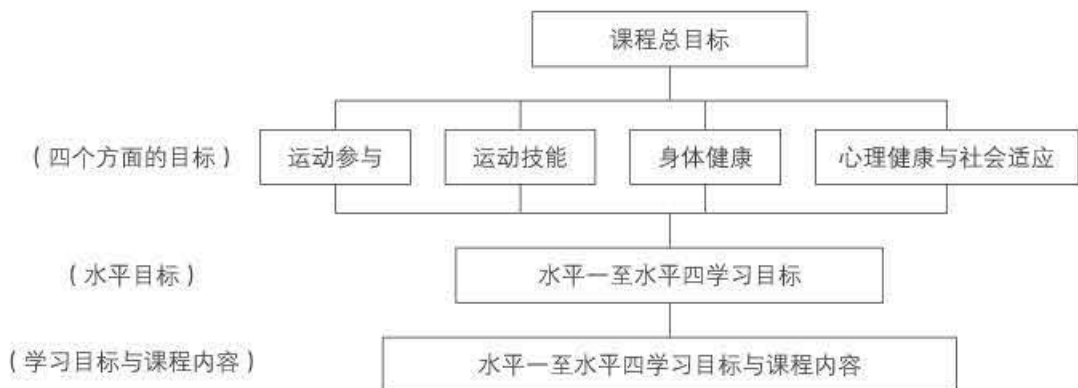 课程总目标
(四个方面的目标) 运动参与 运动技能 身体健康 心理健康与社会适应
(水平目标) 水平一至水平四学习目标
(学习目标与课程内容) 水平一至水平四学习目标与课程内容